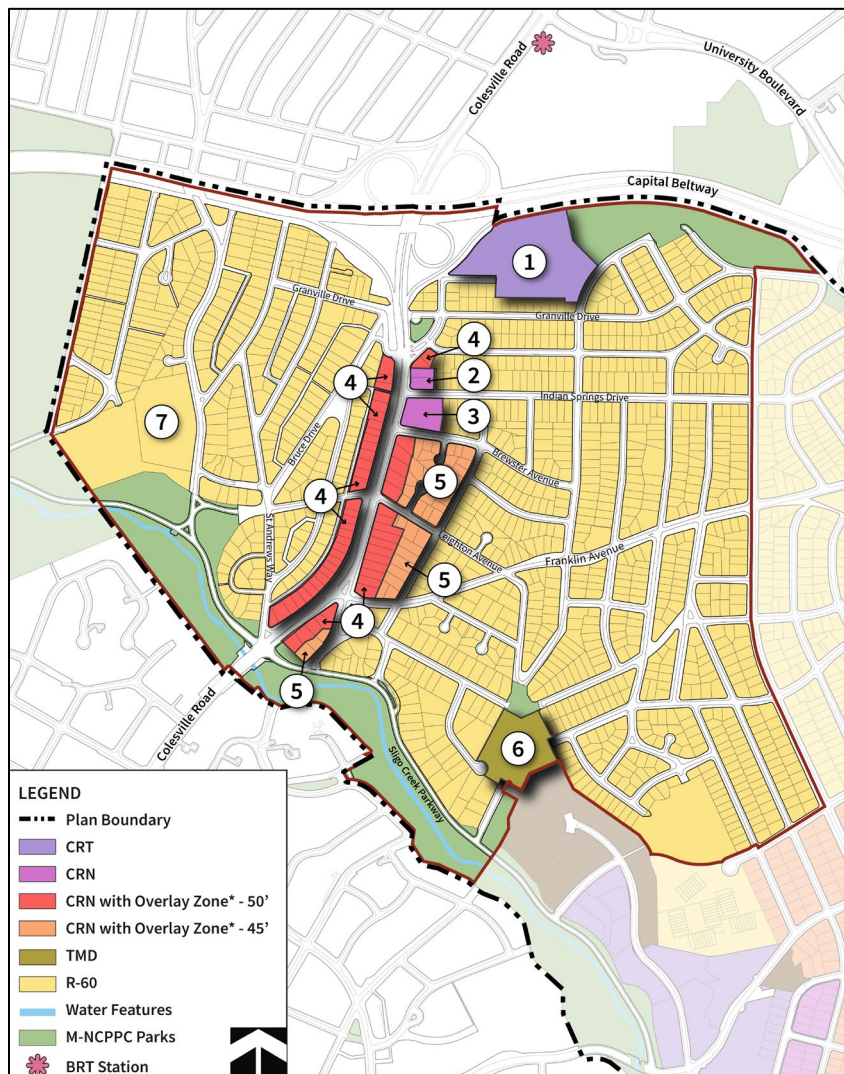 Colesville Road
University Boulevard
Capital Beltway
1
Granville Drive
Granville Drive
4
4
2
Indian Springs Drive
3
7
Bruce Drive
Brewster Avenue
5
4
St Andrews Way
Leighton Avenue
Franklin Avenue
5
4
5
Colesville Road
6
Sligo Creek Parkway
LEGEND
Plan Boundary
CRT
CRN
CRN with Overlay Zone* - 50’
CRN with Overlay Zone* - 45’
TMD
R-60
Water Features
M-NCPPC Parks
BRT Station